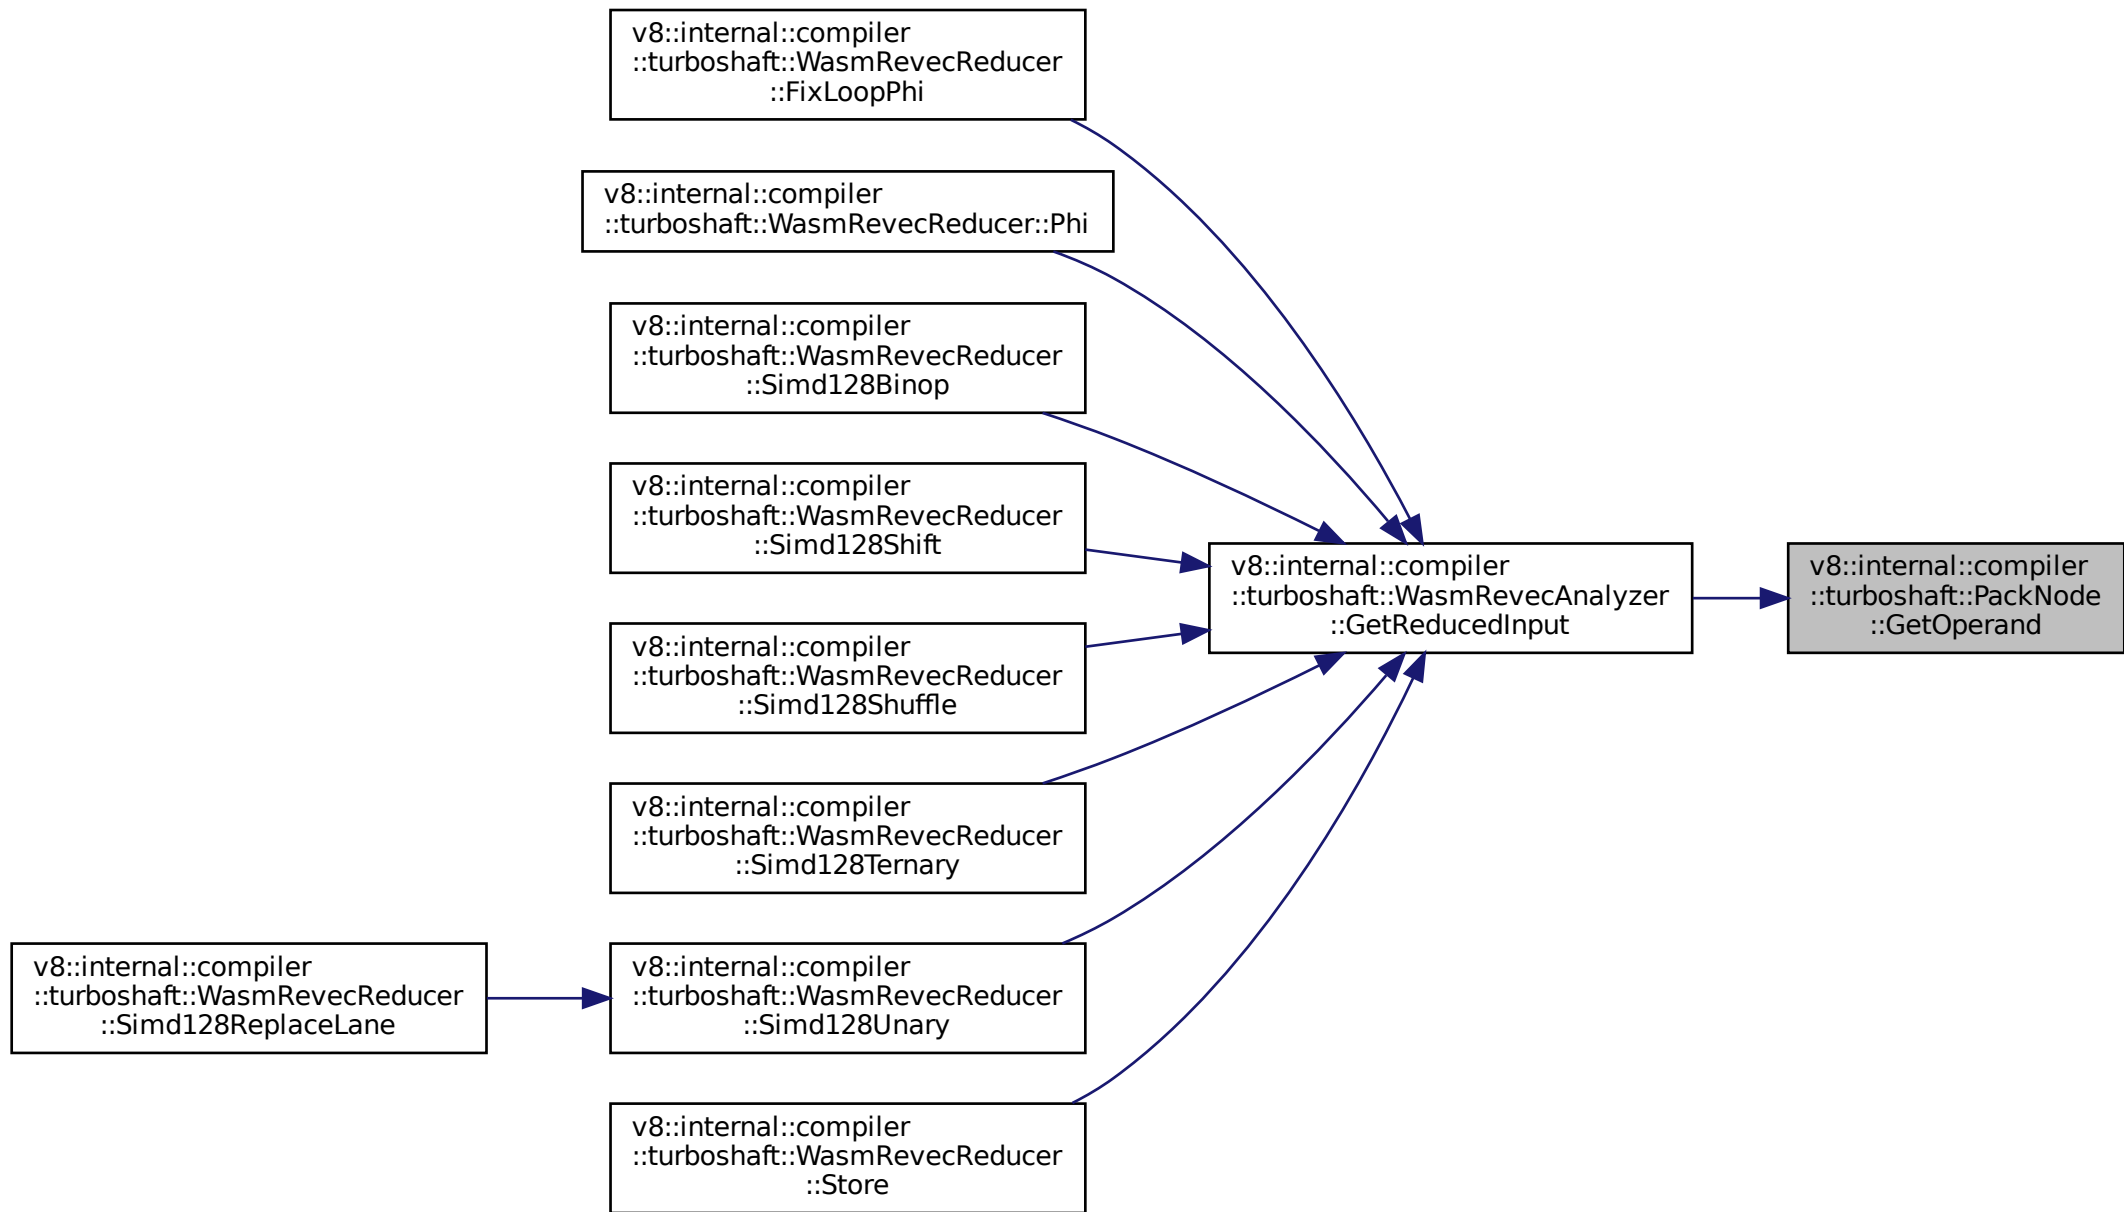 v8::internal::compiler
::turboshaft::WasmRevecReducer
::FixLoopPhi
v8::internal::compiler
::turboshaft::WasmRevecReducer::Phi
v8::internal::compiler
::turboshaft::WasmRevecReducer
::Simd128Binop
v8::internal::compiler
::turboshaft::WasmRevecReducer
::Simd128Shift
v8::internal::compiler
::turboshaft::WasmRevecAnalyzer
::GetReducedInput
v8::internal::compiler
::turboshaft::PackNode
::GetOperand
v8::internal::compiler
::turboshaft::WasmRevecReducer
::Simd128Shuffle
v8::internal::compiler
::turboshaft::WasmRevecReducer
::Simd128Ternary
v8::internal::compiler
::turboshaft::WasmRevecReducer
::Simd128ReplaceLane
v8::internal::compiler
::turboshaft::WasmRevecReducer
::Simd128Unary
v8::internal::compiler
::turboshaft::WasmRevecReducer
::Store